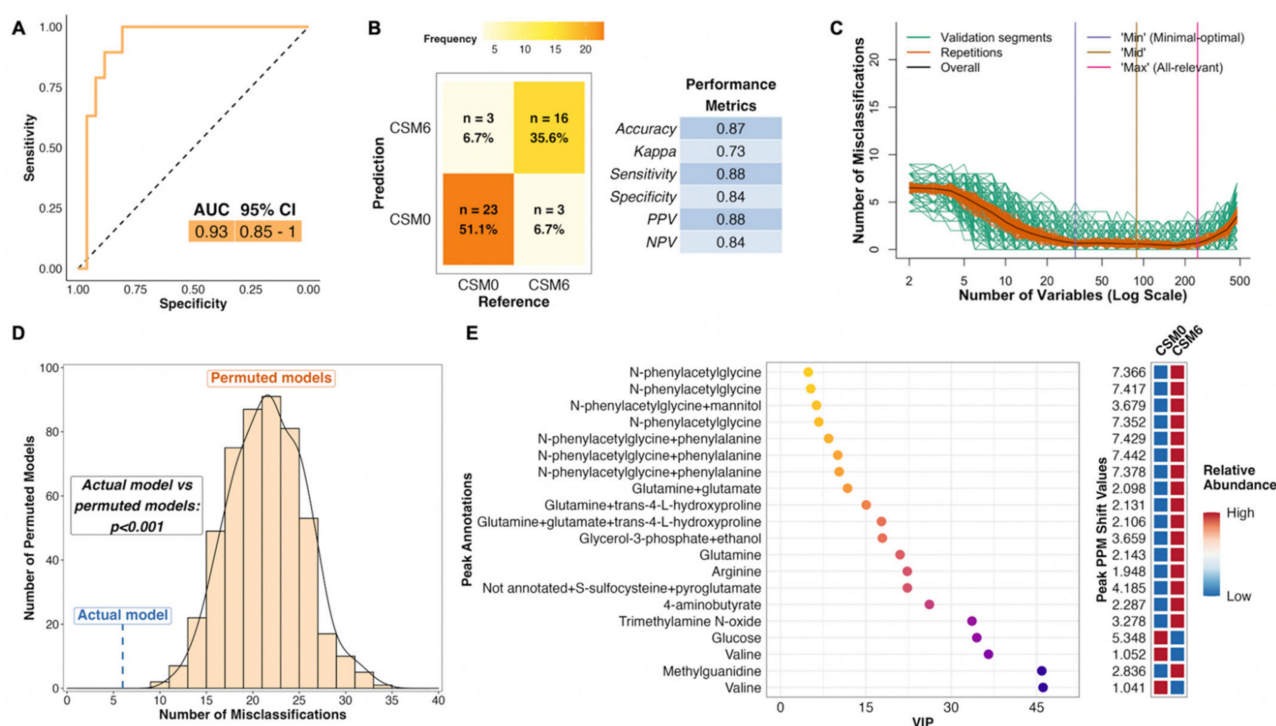 A
Sensitivity
1.00
0.75
0.50
0.25
0.00
AUC 95% CI
0.93 0.85 - 1
1.00 0.75 0.50 0.25 0.00
Specificity
B
Frequency
5 10 15 20
Prediction
CSM6
CSM0
n = 3
6.7%
n = 16
35.6%
n = 23
51.1%
n = 3
6.7%
CSM0 CSM6
Reference
Performance
Metrics
Accuracy 0.87
Kappa 0.73
Sensitivity 0.88
Specificity 0.84
PPV 0.88
NPV 0.84
C
Number of Misclassifications
20
15
10
5
0
Validation segments
Repetitions
Overall
'Min' (Minimal-optimal)
'Mid'
'Max' (All-relevant)
2 5 10 20 50 100 200 500
Number of Variables (Log Scale)
D
Number of Permuted Models
100
80
60
40
20
0
Permuted models
Actual model vs
permuted models:
p<0.001
Actual model
0 5 10 15 20 25 30 35 40
Number of Misclassifications
E
CSM0
CSM6
Peak Annotations
Peak PPM Shift Values
N-phenylacetylglycine 7.366
N-phenylacetylglycine 7.417
N-phenylacetylglycine+mannitol 3.679
N-phenylacetylglycine 7.352
N-phenylacetylglycine+phenylalanine 7.429
N-phenylacetylglycine+phenylalanine 7.442
N-phenylacetylglycine+phenylalanine 7.378
Glutamine+glutamate 2.098
Glutamine+trans-4-L-hydroxyproline 2.131
Glutamine+glutamate+trans-4-L-hydroxyproline 2.106
Glycerol-3-phosphate+ethanol 3.659
Glutamine 2.143
Arginine 1.948
Not annotated+S-sulfocysteine+pyroglutamate 4.185
4-aminobutyrate 2.287
Trimethylamine N-oxide 3.278
Glucose 5.348
Valine 1.052
Methylguanidine 2.836
Valine 1.041
0 15 30 45
VIP
Relative
Abundance
High
Low